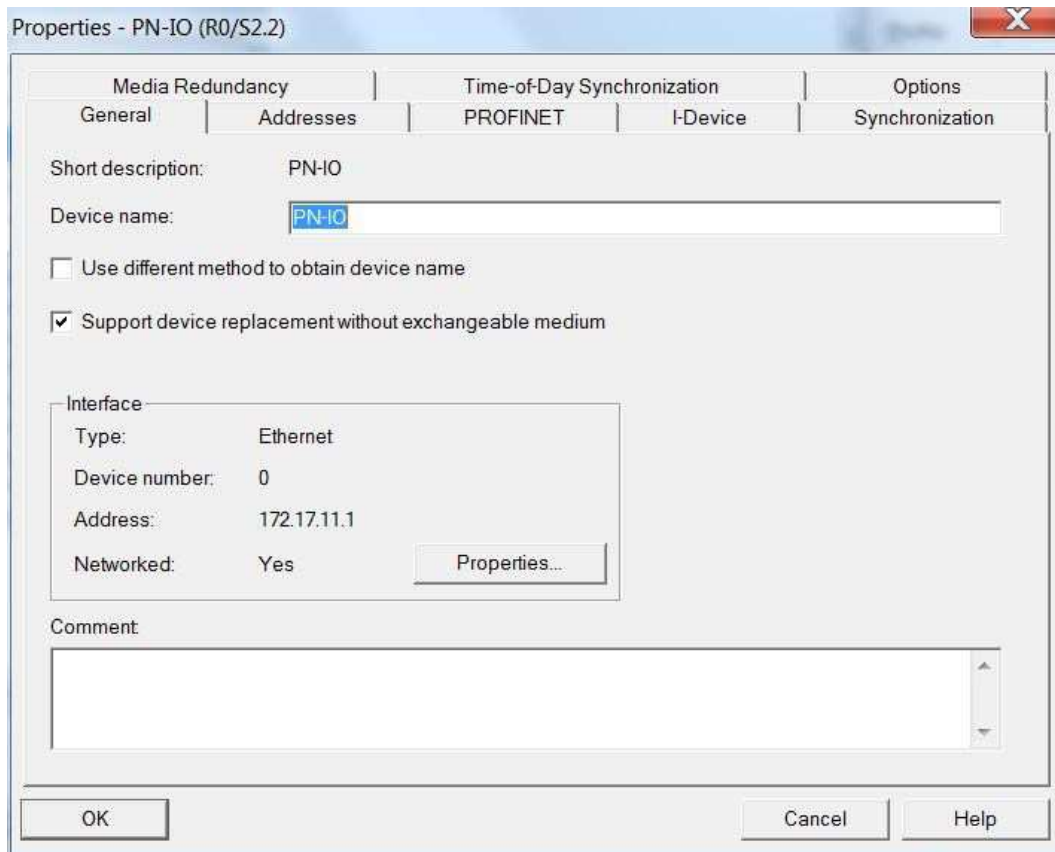 Properties - PN-IO (R0/S2.2)
X
Media Redundancy Time-of-Day Synchronization Options
General Addresses PROFINET I-Device Synchronization
Short description: PN-IO
Device name: PN-IO
Use different method to obtain device name
Support device replacement without exchangeable medium
Interface
Type: Ethernet
Device number: 0
Address: 172.17.11.1
Networked: Yes Properties...
Comment:
OK Cancel Help